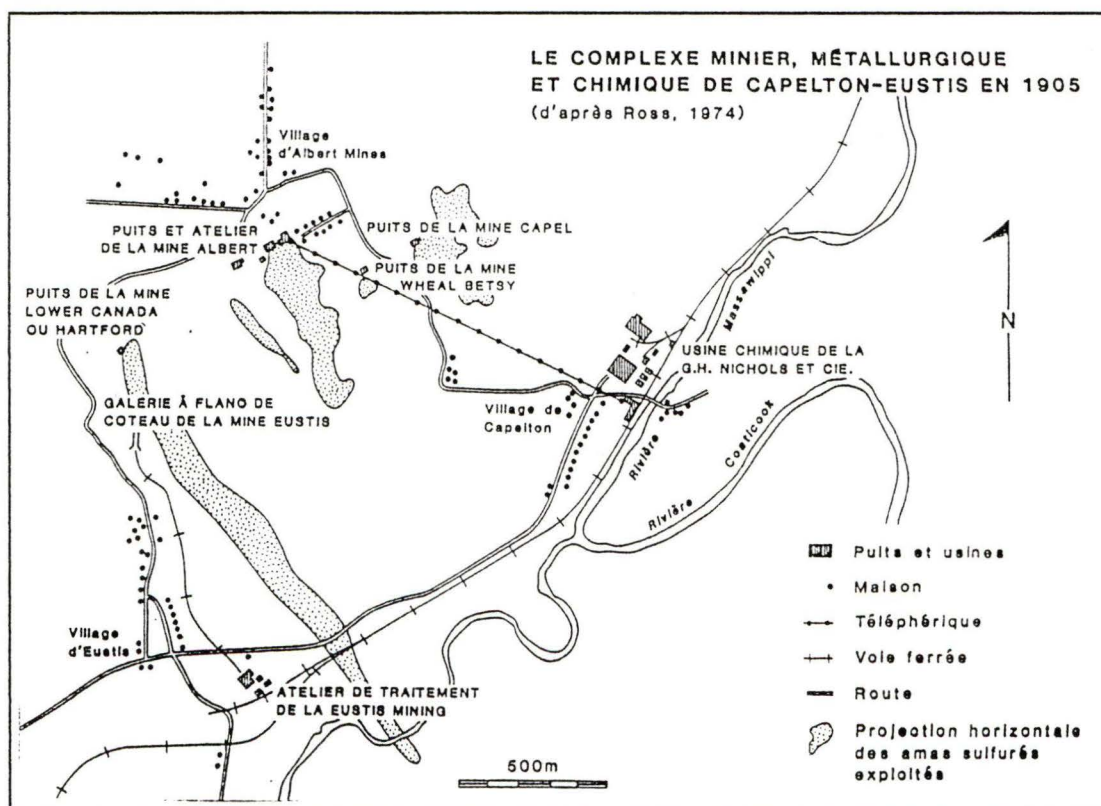 LE COMPLEXE MINIER, MÉTALLURGIQUE
ET CHIMIQUE DE CAPELTON-EUSTIS EN 1905
(d'après Ross, 1974)
Village
d'Albert Mines
PUITS ET ATELIER
DE LA MINE ALBERT
PUITS DE LA MINE CAPEL
PUITS DE LA MINE
WHEAL BETSY
PUITS DE LA MINE
LOWER CANADA
OU HARTFORD
Massawippi
N
USINE CHIMIQUE DE LA
G.H. NICHOLS ET CIE.
GALERIE À FLANC DE
COTEAU DE LA MINE EUSTIS
Village de
Capelton
Rivière
Coaticook
Rivière
Puits et usines
Maison
Téléphérique
Voie ferrée
Route
Projection horizontale
des amas sulfurés
exploités
Village
d'Eustis
ATELIER DE TRAITEMENT
DE LA EUSTIS MINING
500m